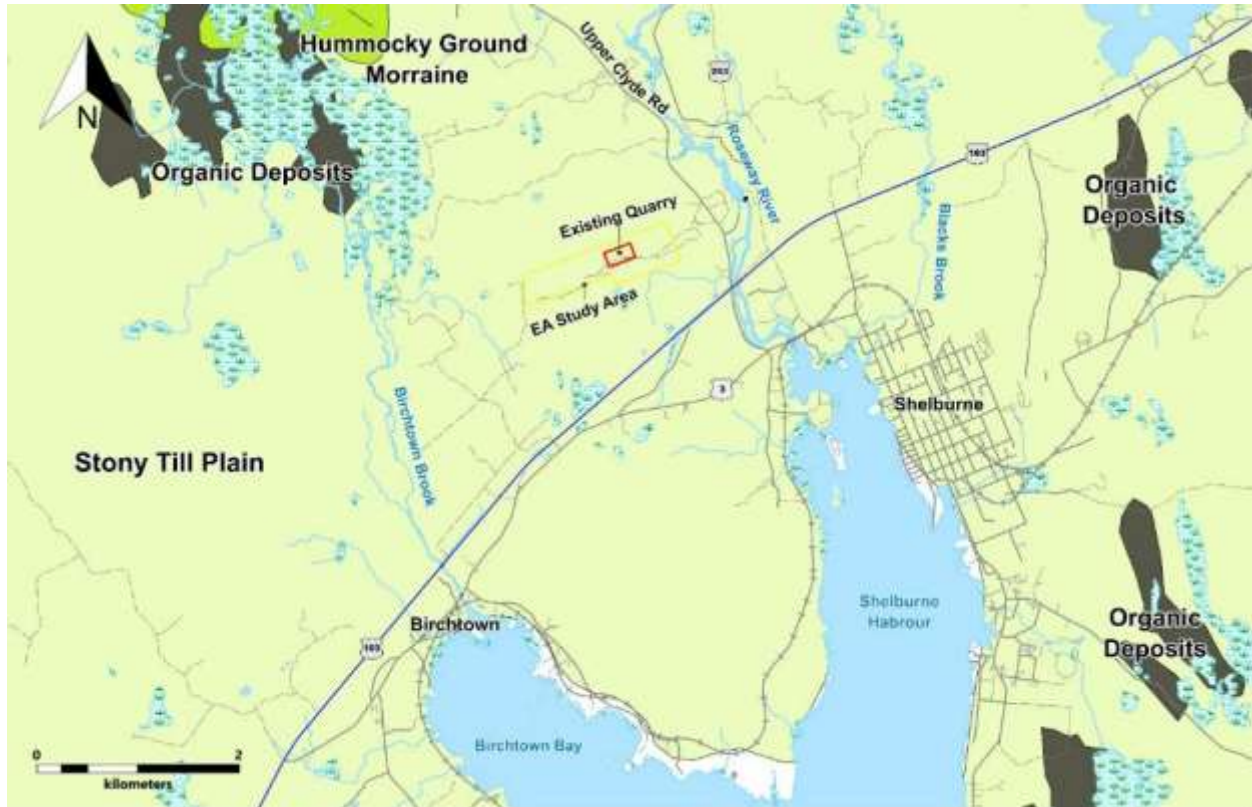 Hummocky Ground
Morraine
Upper Clyde Rd
203
N
Roseway River
103
Organic Deposits
Organic
Deposits
Existing Quarry
Blacks Brook
EA Study Area
3
Birchtown Brook
Shelburne
Stony Till Plain
Shelburne
Habrour
Birchtown
Organic
Deposits
103
Birchtown Bay
0 2
kilometers